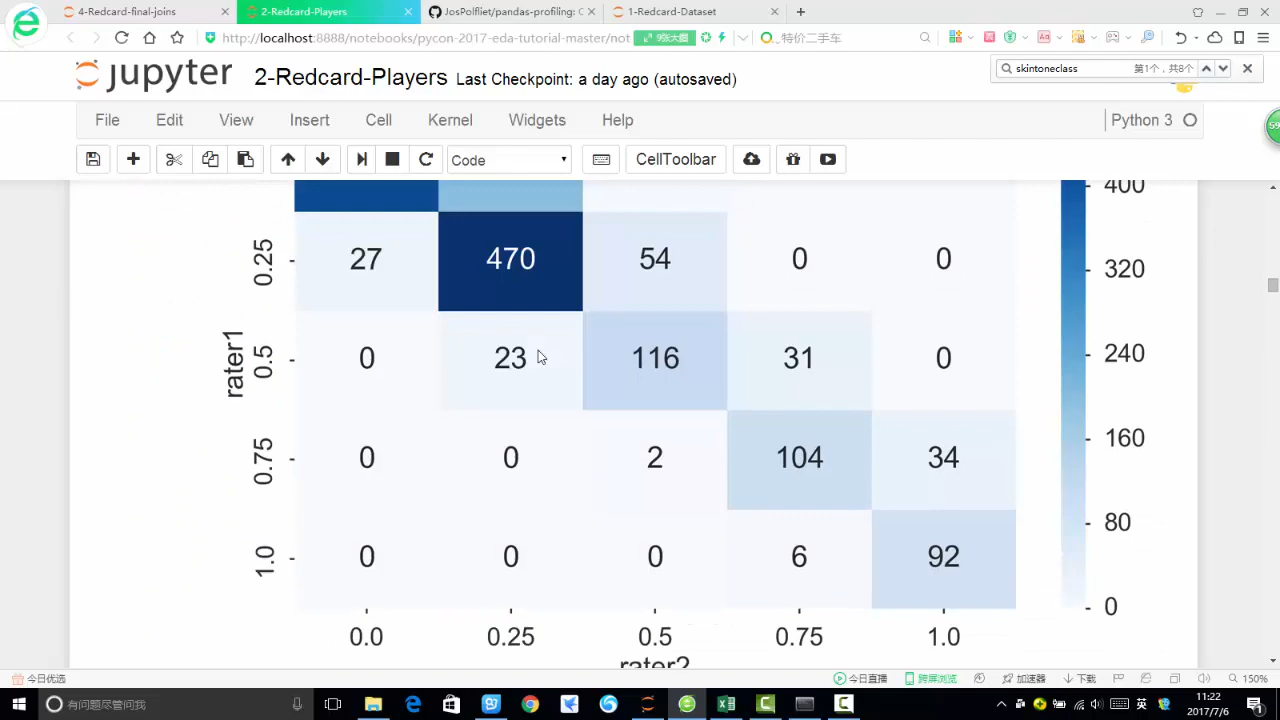 4-Redcard-final-joins
2-Redcard-Players
JosPolfliet/pandas-profiling: C
1-Redcard-Dataset
http://localhost:8888/notebooks/pycon-2017-eda-tutorial-master/not
9张大图
特价二手车
jupyter
2-Redcard-Players Last Checkpoint: a day ago (autosaved)
skintoneclass
第1个，共8个
File Edit View Insert Cell Kernel Widgets Help
Python 3
Code
CellToolbar
59
400
0.25 27 470 54 0 0
320
rater1
0.5 0 23 116 31 0
240
0.75 0 0 2 104 34
160
80
1.0 0 0 0 6 92
0
0.0 0.25 0.5 0.75 1.0
rater2
今日优选
今日直播
跨屏浏览
加速器
下载
150%
有问题尽管问我
英
11:22
2017/7/6